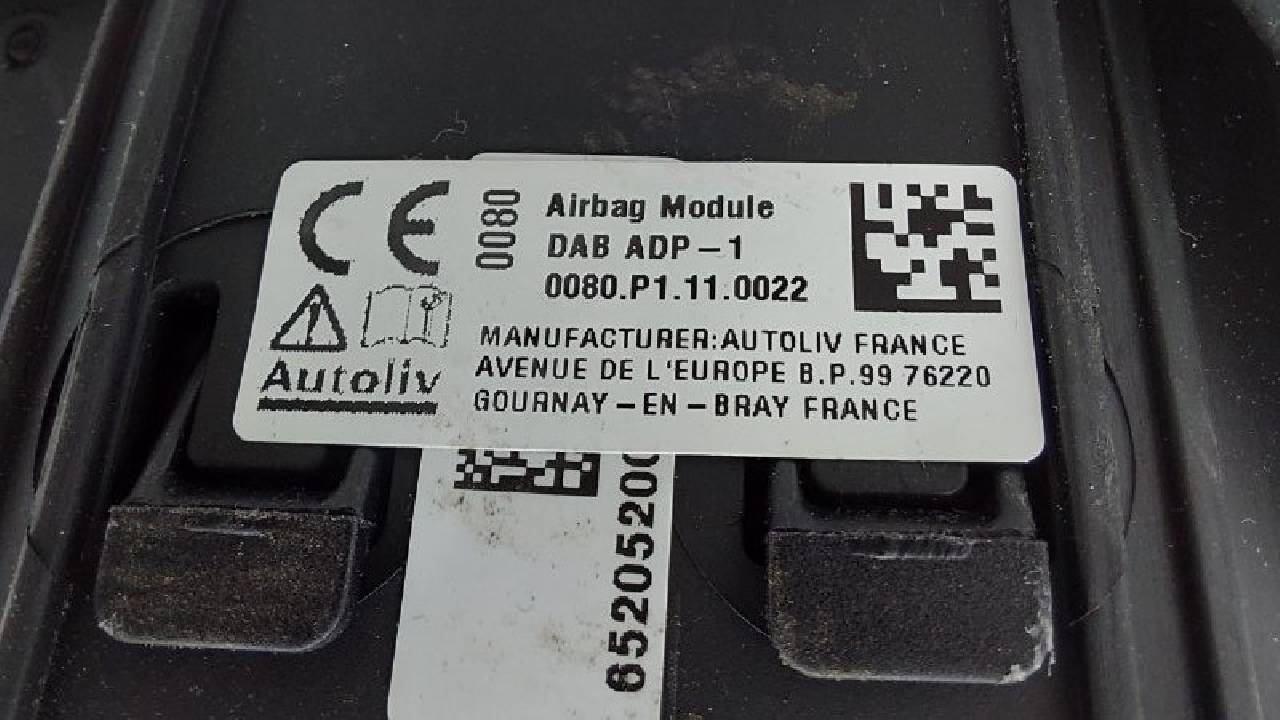 CE 0080
Airbag Module
DAB ADP-1
0080.P1.11.0022
Autoliv
MANUFACTURER:AUTOLIV FRANCE
AVENUE DE L'EUROPE B.P.99 76220
GOURNAY-EN-BRAY FRANCE
6520520